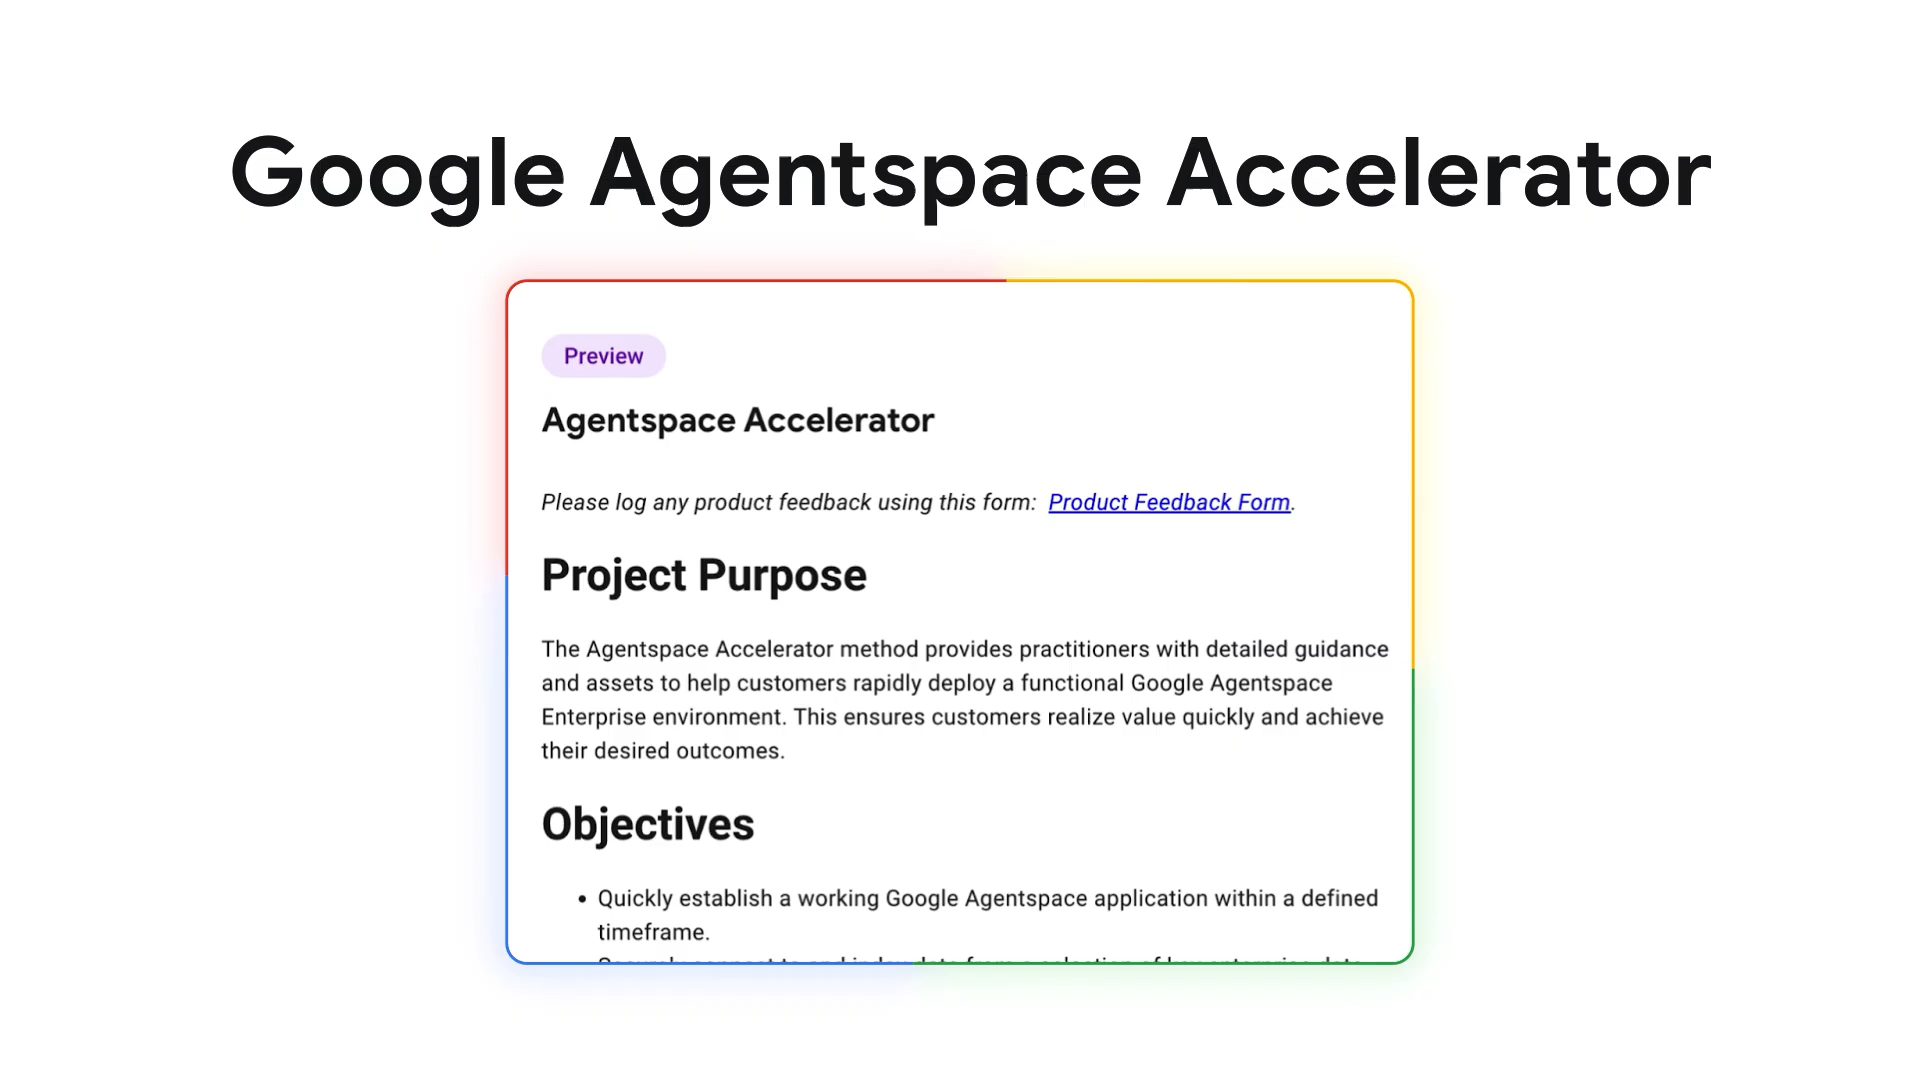 Google Agentspace Accelerator
Preview
Agentspace Accelerator
Please log any product feedback using this form: Product Feedback Form.
Project Purpose
The Agentspace Accelerator method provides practitioners with detailed guidance
and assets to help customers rapidly deploy a functional Google Agentspace
Enterprise environment. This ensures customers realize value quickly and achieve
their desired outcomes.
Objectives
• Quickly establish a working Google Agentspace application within a defined
timeframe.